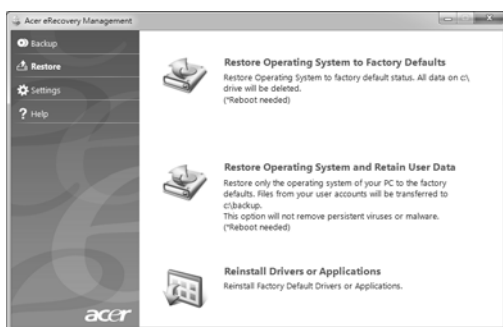 Acer eRecovery Management
Backup
Restore
Settings
Help
Restore Operating System to Factory Defaults
Restore Operating System to factory default status. All data on c:\
drive will be deleted.
(*Reboot needed)
Restore Operating System and Retain User Data
Restore only the operating system of your PC to the factory
defaults. Files from your user accounts will be transferred to
c:\backup.
This option will not remove persistent viruses or malware.
(*Reboot needed)
Reinstall Drivers or Applications
Reinstall Factory Default Drivers or Applications.
acer